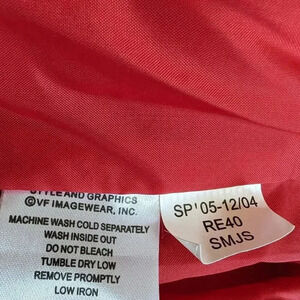 STYLE AND GRAPHICS
©VF IMAGEWEAR, INC.
MACHINE WASH COLD SEPARATELY
WASH INSIDE OUT
DO NOT BLEACH
TUMBLE DRY LOW
REMOVE PROMPTLY
LOW IRON
SP'05-12/04
RE40
SMJS